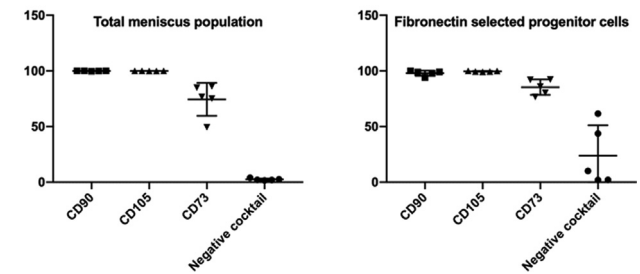 Total meniscus population
150
100
50
0
CD90
CD105
CD73
Negative cocktail
Fibronectin selected progenitor cells
150
100
50
0
CD90
CD105
CD73
Negative cocktail